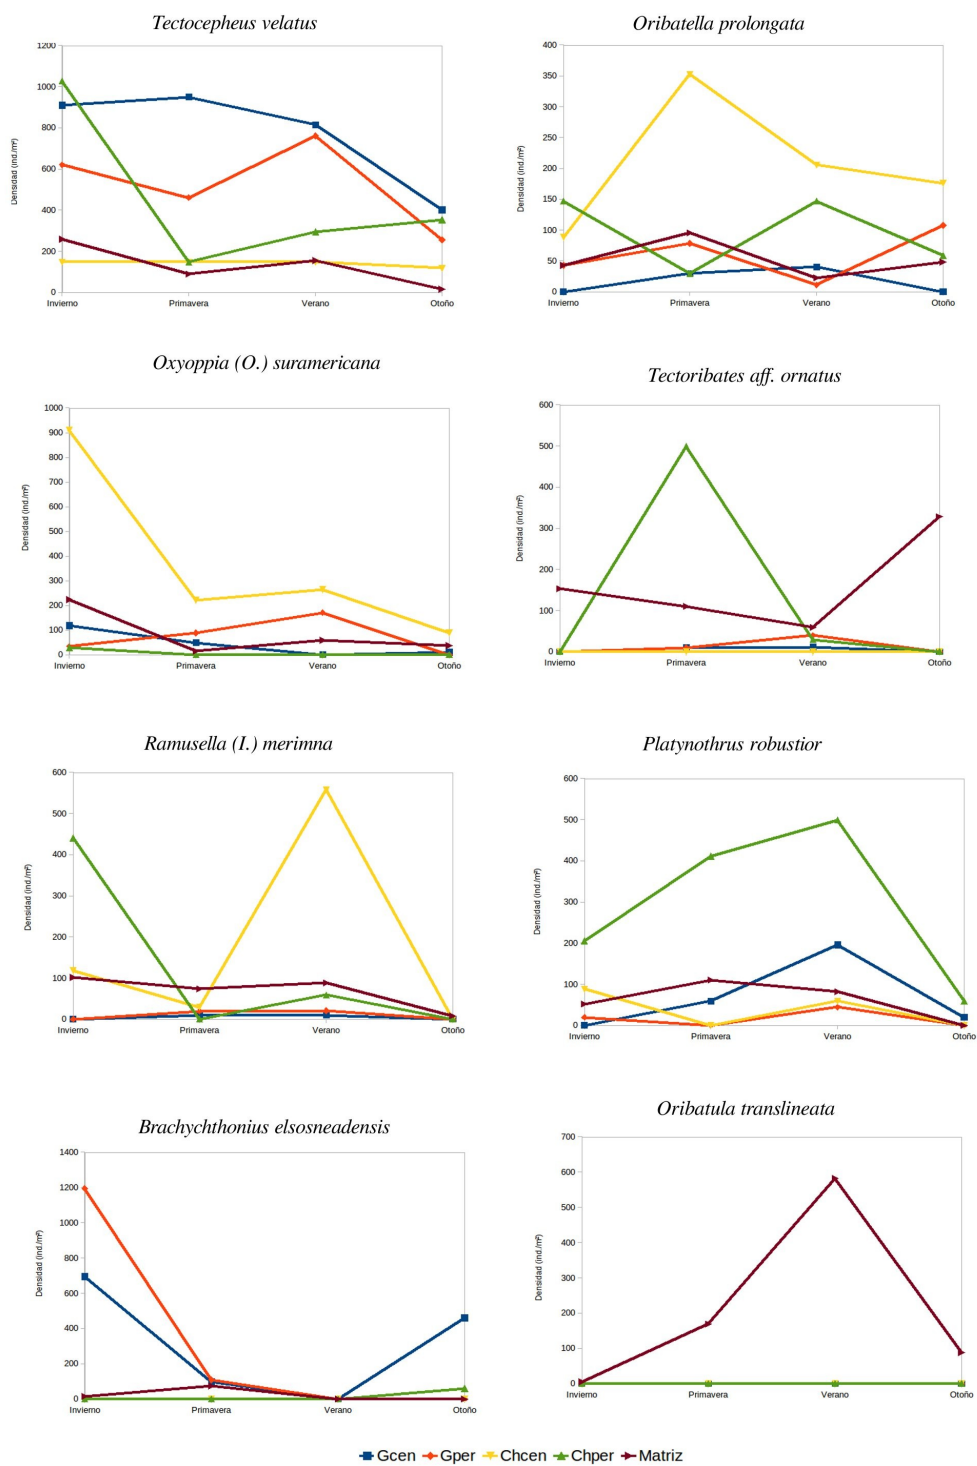 Tectocepheus velatus
1200
1000
800
600
400
200
0
Densidad (ind./m²)
Invierno Primavera Verano Otoño
Oribatella prolongata
400
350
300
250
200
150
100
50
0
Densidad (ind./m²)
Invierno Primavera Verano Otoño
Oxyoppia (O.) suramericana
1000
900
800
700
600
500
400
300
200
100
0
Densidad (ind./m²)
Invierno Primavera Verano Otoño
Tectoribates aff. ornatus
600
500
400
300
200
100
0
Densidad (ind./m²)
Invierno Primavera Verano Otoño
Ramusella (I.) merimna
600
500
400
300
200
100
0
Densidad (ind./m²)
Invierno Primavera Verano Otoño
Platynothrus robustior
600
500
400
300
200
100
0
Densidad (ind./m²)
Invierno Primavera Verano Otoño
Brachychthonius elsosneadensis
1400
1200
1000
800
600
400
200
0
Densidad (ind./m²)
Invierno Primavera Verano Otoño
Oribatula translineata
700
600
500
400
300
200
100
0
Densidad (ind./m²)
Invierno Primavera Verano Otoño
Gcen Gper Chcen Chper Matriz